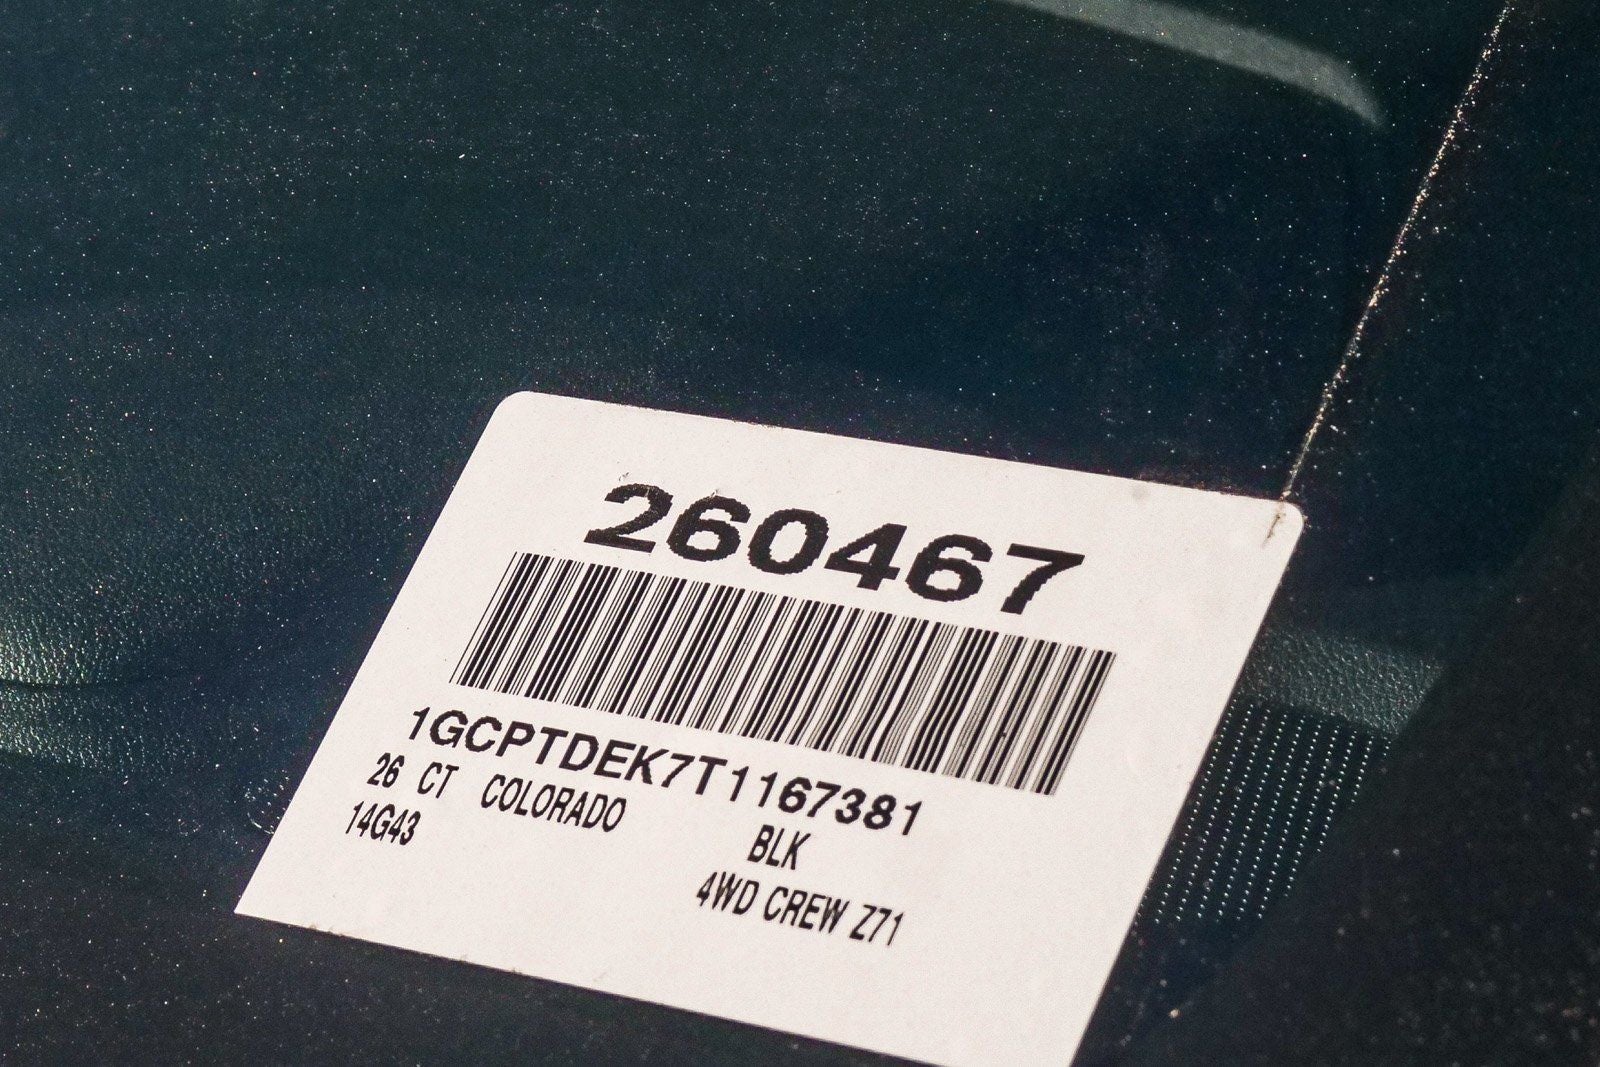 260467
1GCPTDEK7T1167381
26 CT COLORADO BLK
14G43 4WD CREW Z71